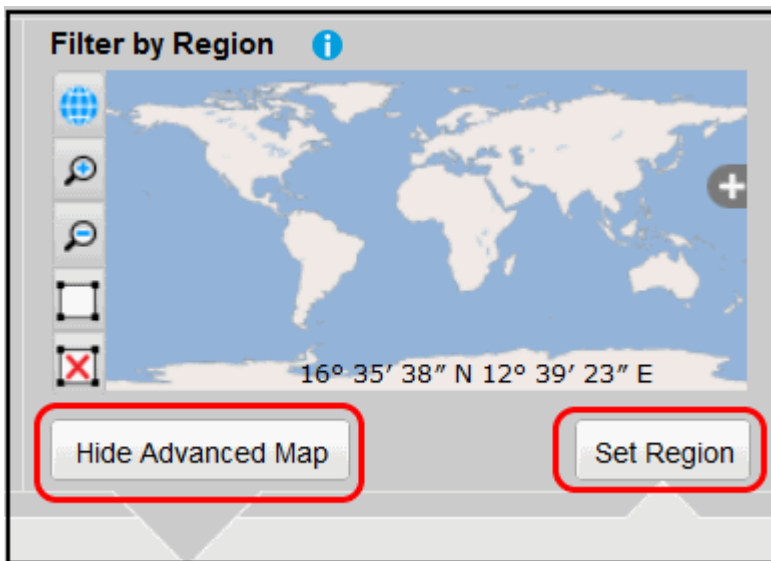 Filter by Region
16° 35′ 38″ N 12° 39′ 23″ E
Hide Advanced Map
Set Region